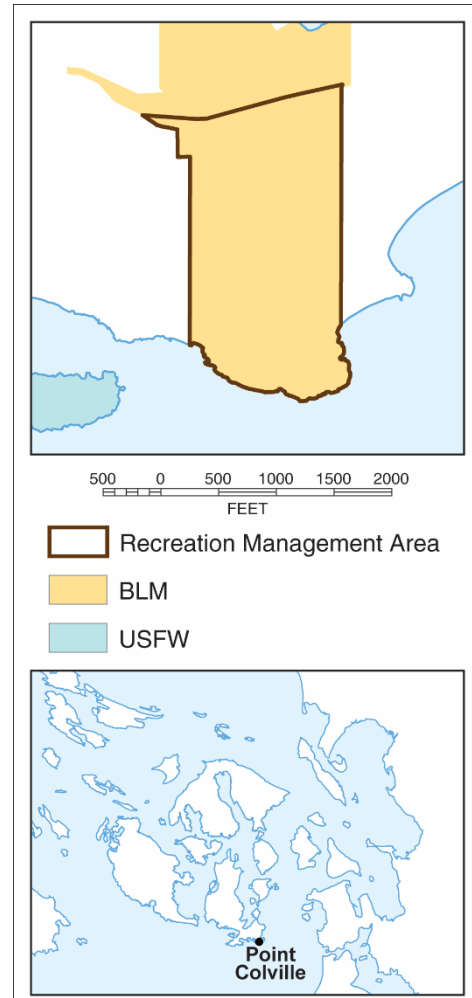 500 0 500 1000 1500 2000
FEET
Recreation Management Area
BLM
USFW
Point
Colville